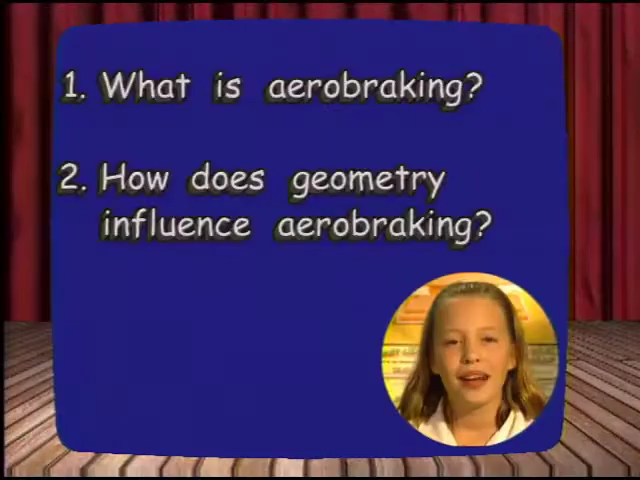 1. What is aerobraking?
2. How does geometry
influence aerobraking?